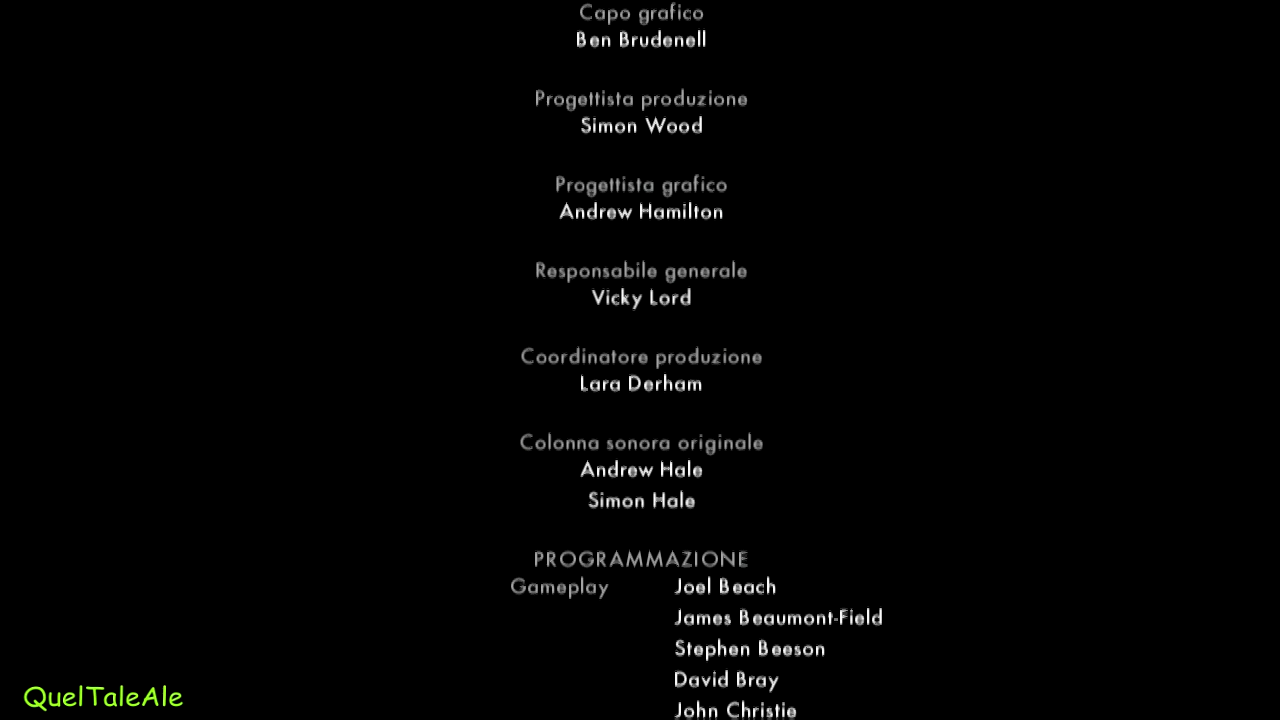 Capo grafico
Ben Brudenell
Progettista produzione
Simon Wood
Progettista grafico
Andrew Hamilton
Responsabile generale
Vicky Lord
Coordinatore produzione
Lara Derham
Colonna sonora originale
Andrew Hale
Simon Hale
PROGRAMMAZIONE
Gameplay Joel Beach
James Beaumont-Field
Stephen Beeson
David Bray
John Christie
QuelTaleAle